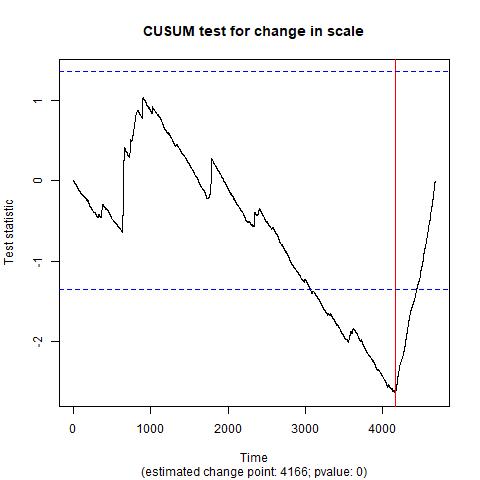 CUSUM test for change in scale
Test statistic
1
0
-1
-2
0
1000
2000
3000
4000
Time
(estimated change point: 4166; pvalue: 0)